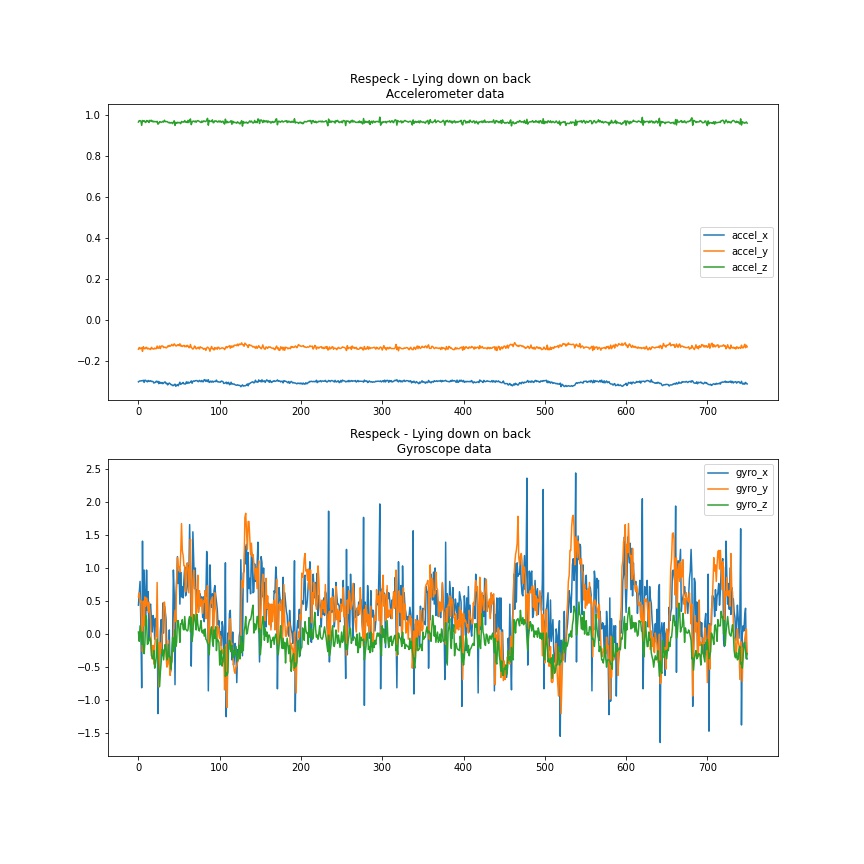 Respeck - Lying down on back
Accelerometer data
1.0
0.8
0.6
0.4
0.2
0.0
−0.2
accel_x
accel_y
accel_z
0 100 200 300 400 500 600 700
Respeck - Lying down on back
Gyroscope data
2.5
2.0
1.5
1.0
0.5
0.0
−0.5
−1.0
−1.5
gyro_x
gyro_y
gyro_z
0 100 200 300 400 500 600 700